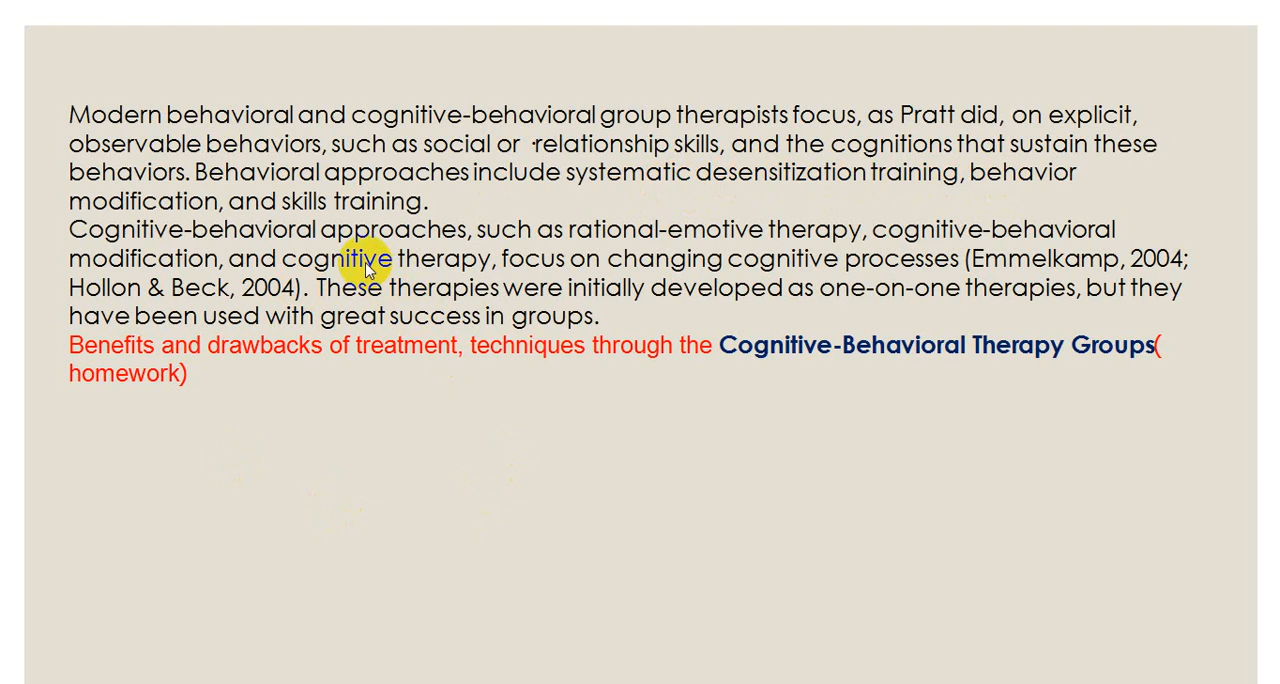 Modern behavioral and cognitive-behavioral group therapists focus, as Pratt did, on explicit,
observable behaviors, such as social or ·relationship skills, and the cognitions that sustain these
behaviors. Behavioral approaches include systematic desensitization training, behavior
modification, and skills training.
Cognitive-behavioral approaches, such as rational-emotive therapy, cognitive-behavioral
modification, and cognitive therapy, focus on changing cognitive processes (Emmelkamp, 2004;
Hollon & Beck, 2004). These therapies were initially developed as one-on-one therapies, but they
have been used with great success in groups.
Benefits and drawbacks of treatment, techniques through the Cognitive-Behavioral Therapy Groups(
homework)